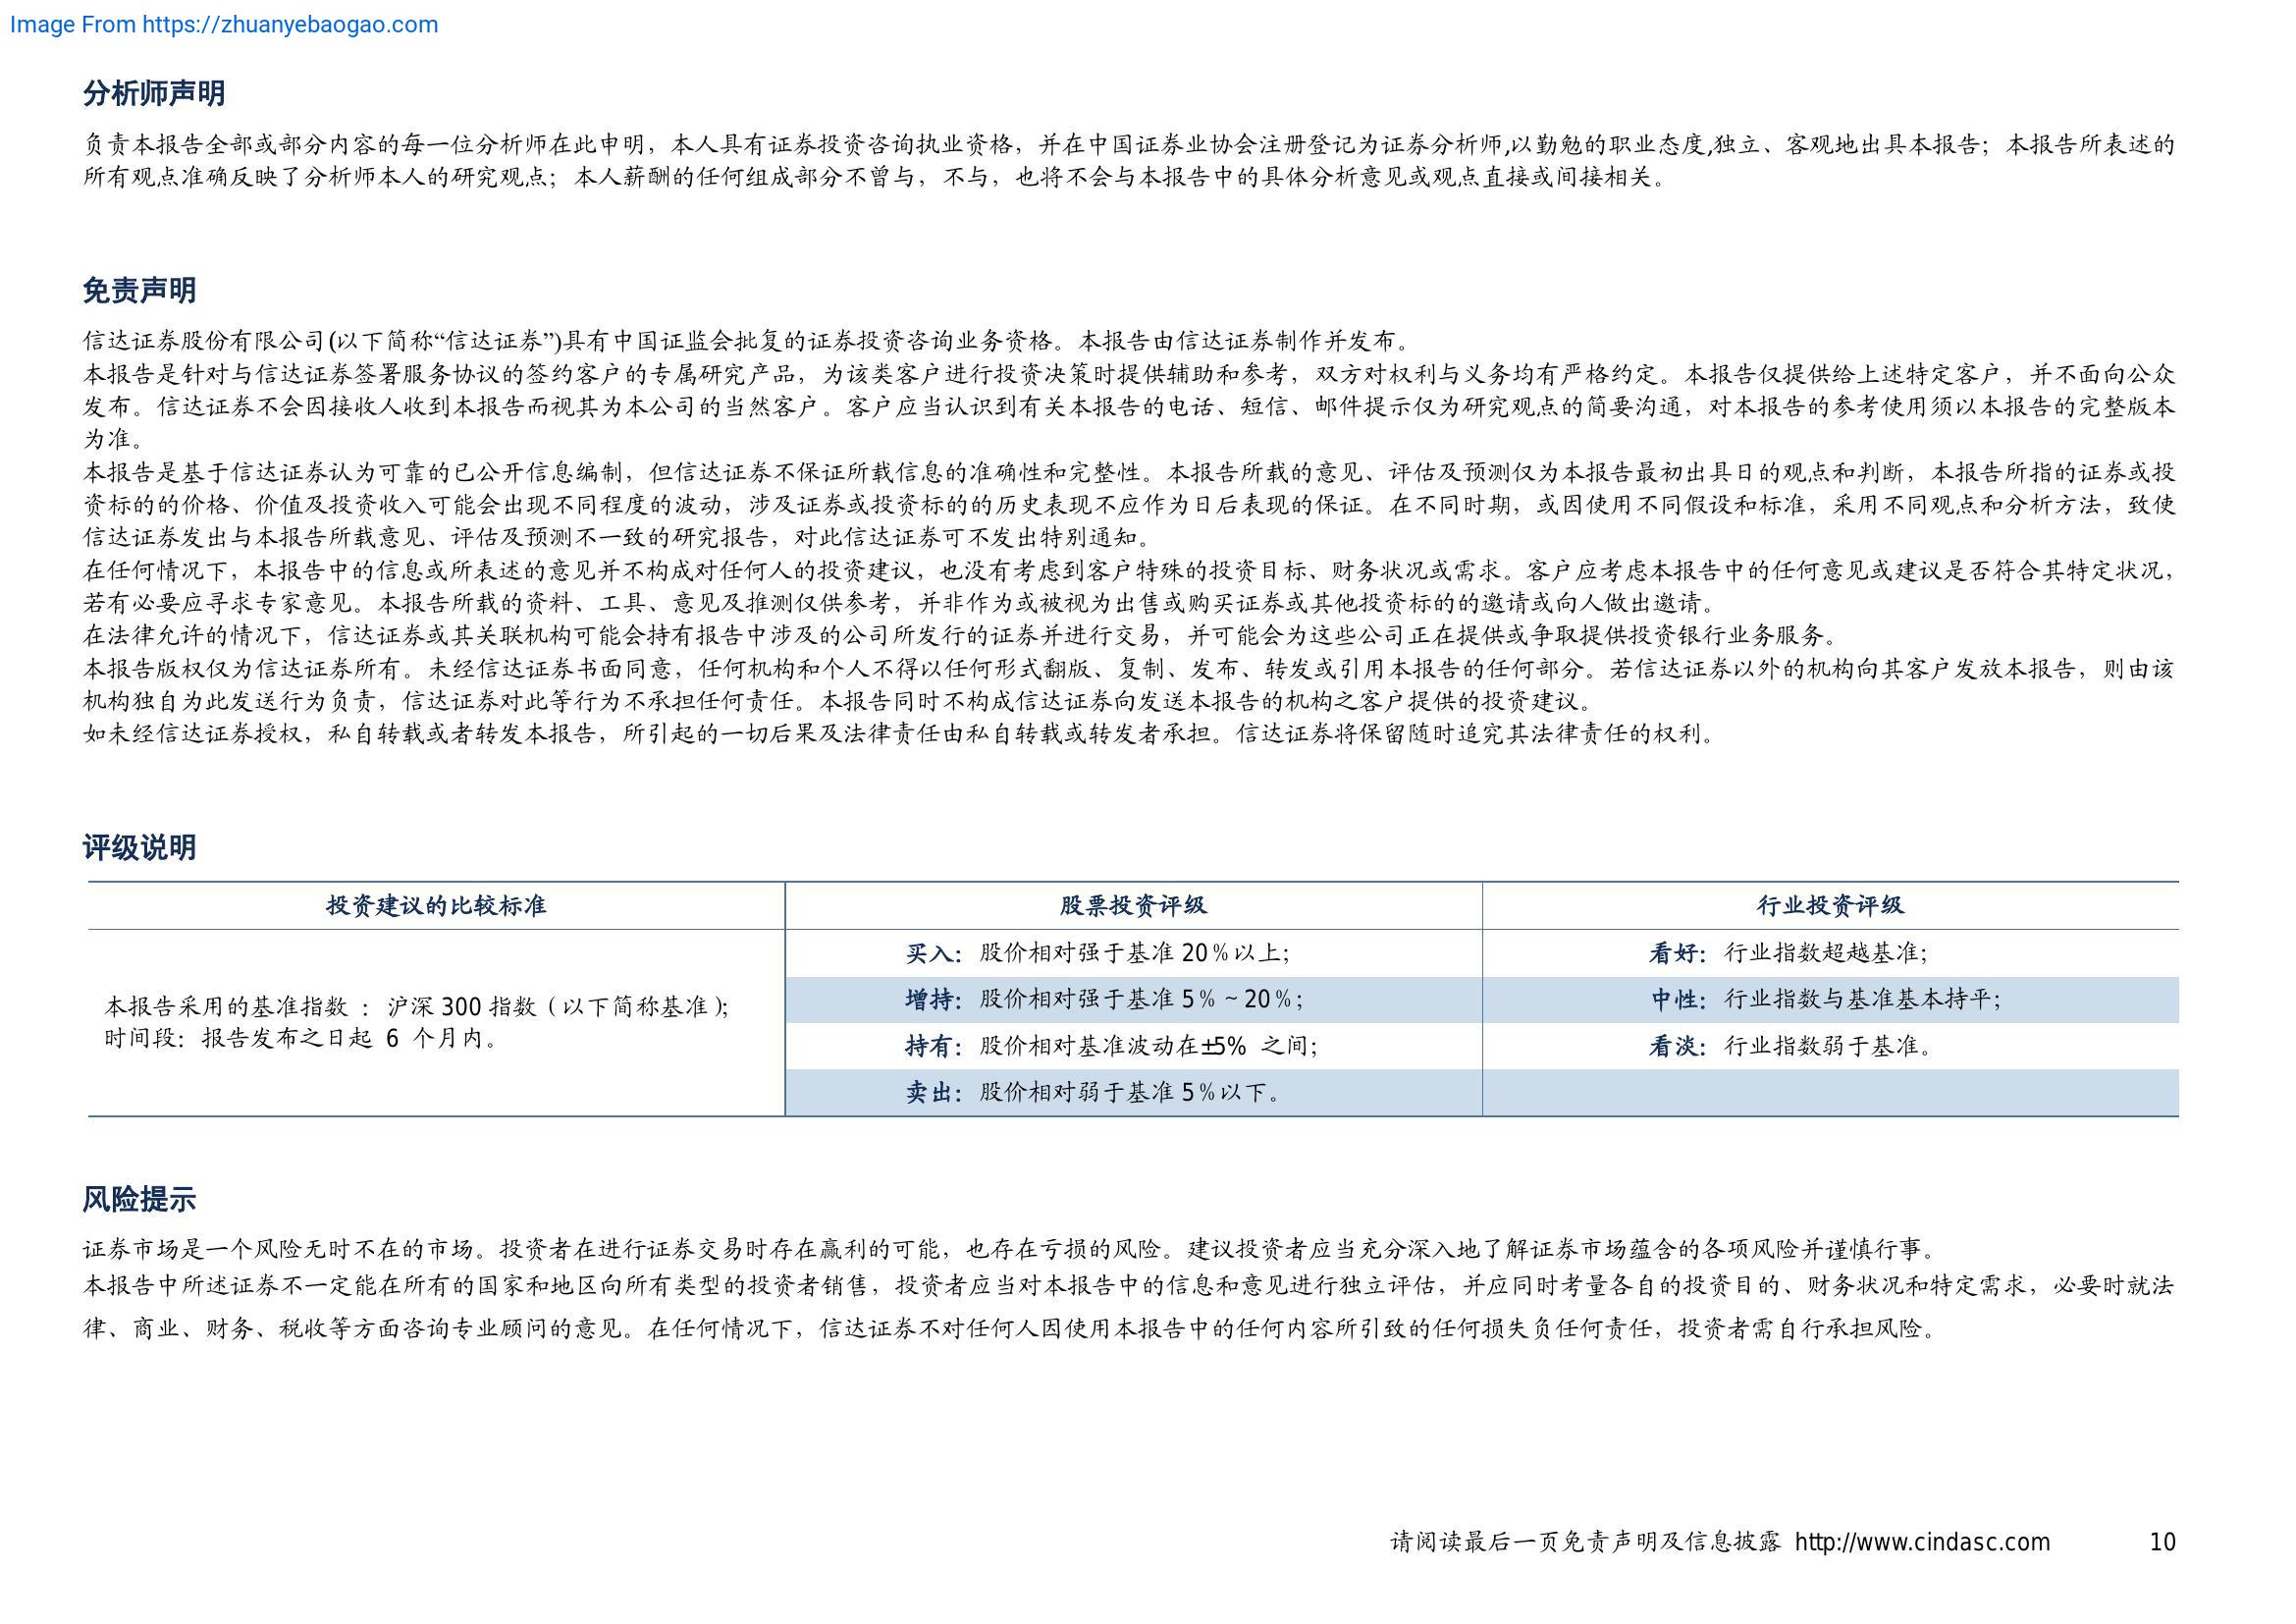 Image From https://zhuanyebaogao.com
分析师声明
负责本报告全部或部分内容的每一位分析师在此申明，本人具有证券投资咨询执业资格，并在中国证券业协会注册登记为证券分析师,以勤勉的职业态度,独立、客观地出具本报告；本报告所表述的
所有观点准确反映了分析师本人的研究观点；本人薪酬的任何组成部分不曾与，不与，也将不会与本报告中的具体分析意见或观点直接或间接相关。
免责声明
信达证券股份有限公司(以下简称“信达证券”)具有中国证监会批复的证券投资咨询业务资格。本报告由信达证券制作并发布。
本报告是针对与信达证券签署服务协议的签约客户的专属研究产品，为该类客户进行投资决策时提供辅助和参考，双方对权利与义务均有严格约定。本报告仅提供给上述特定客户，并不面向公众
发布。信达证券不会因接收人收到本报告而视其为本公司的当然客户。客户应当认识到有关本报告的电话、短信、邮件提示仅为研究观点的简要沟通，对本报告的参考使用须以本报告的完整版本
为准。
本报告是基于信达证券认为可靠的已公开信息编制，但信达证券不保证所载信息的准确性和完整性。本报告所载的意见、评估及预测仅为本报告最初出具日的观点和判断，本报告所指的证券或投
资标的的价格、价值及投资收入可能会出现不同程度的波动，涉及证券或投资标的的历史表现不应作为日后表现的保证。在不同时期，或因使用不同假设和标准，采用不同观点和分析方法，致使
信达证券发出与本报告所载意见、评估及预测不一致的研究报告，对此信达证券可不发出特别通知。
在任何情况下，本报告中的信息或所表述的意见并不构成对任何人的投资建议，也没有考虑到客户特殊的投资目标、财务状况或需求。客户应考虑本报告中的任何意见或建议是否符合其特定状况，
若有必要应寻求专家意见。本报告所载的资料、工具、意见及推测仅供参考，并非作为或被视为出售或购买证券或其他投资标的的邀请或向人做出邀请。
在法律允许的情况下，信达证券或其关联机构可能会持有报告中涉及的公司所发行的证券并进行交易，并可能会为这些公司正在提供或争取提供投资银行业务服务。
本报告版权仅为信达证券所有。未经信达证券书面同意，任何机构和个人不得以任何形式翻版、复制、发布、转发或引用本报告的任何部分。若信达证券以外的机构向其客户发放本报告，则由该
机构独自为此发送行为负责，信达证券对此等行为不承担任何责任。本报告同时不构成信达证券向发送本报告的机构之客户提供的投资建议。
如未经信达证券授权，私自转载或者转发本报告，所引起的一切后果及法律责任由私自转载或转发者承担。信达证券将保留随时追究其法律责任的权利。
评级说明
投资建议的比较标准 股票投资评级 行业投资评级
本报告采用的基准指数 ：沪深 300 指数（以下简称基准）；
时间段：报告发布之日起 6 个月内。
买入：股价相对强于基准 20％以上；
增持：股价相对强于基准 5％～20％；
持有：股价相对基准波动在±5% 之间；
卖出：股价相对弱于基准 5％以下。
看好：行业指数超越基准；
中性：行业指数与基准基本持平；
看淡：行业指数弱于基准。
风险提示
证券市场是一个风险无时不在的市场。投资者在进行证券交易时存在赢利的可能，也存在亏损的风险。建议投资者应当充分深入地了解证券市场蕴含的各项风险并谨慎行事。
本报告中所述证券不一定能在所有的国家和地区向所有类型的投资者销售，投资者应当对本报告中的信息和意见进行独立评估，并应同时考量各自的投资目的、财务状况和特定需求，必要时就法
律、商业、财务、税收等方面咨询专业顾问的意见。在任何情况下，信达证券不对任何人因使用本报告中的任何内容所引致的任何损失负任何责任，投资者需自行承担风险。
请阅读最后一页免责声明及信息披露 http://www.cindasc.com 10